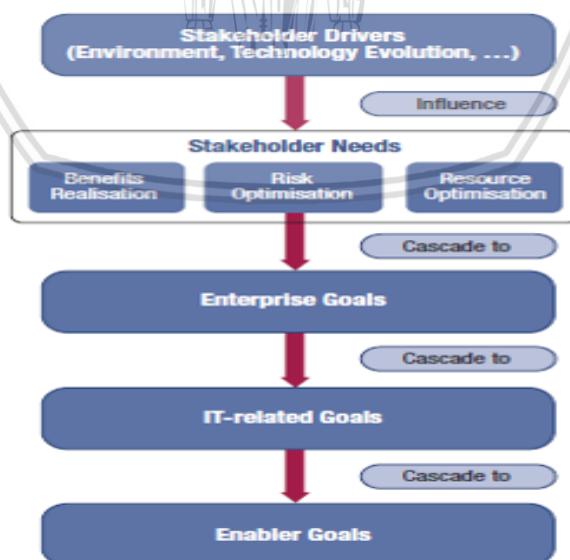 Stakeholder Drivers
(Environment, Technology Evolution, ...)
Influence
Stakeholder Needs
Benefits
Realisation
Risk
Optimisation
Resource
Optimisation
Cascade to
Enterprise Goals
Cascade to
IT-related Goals
Cascade to
Enabler Goals